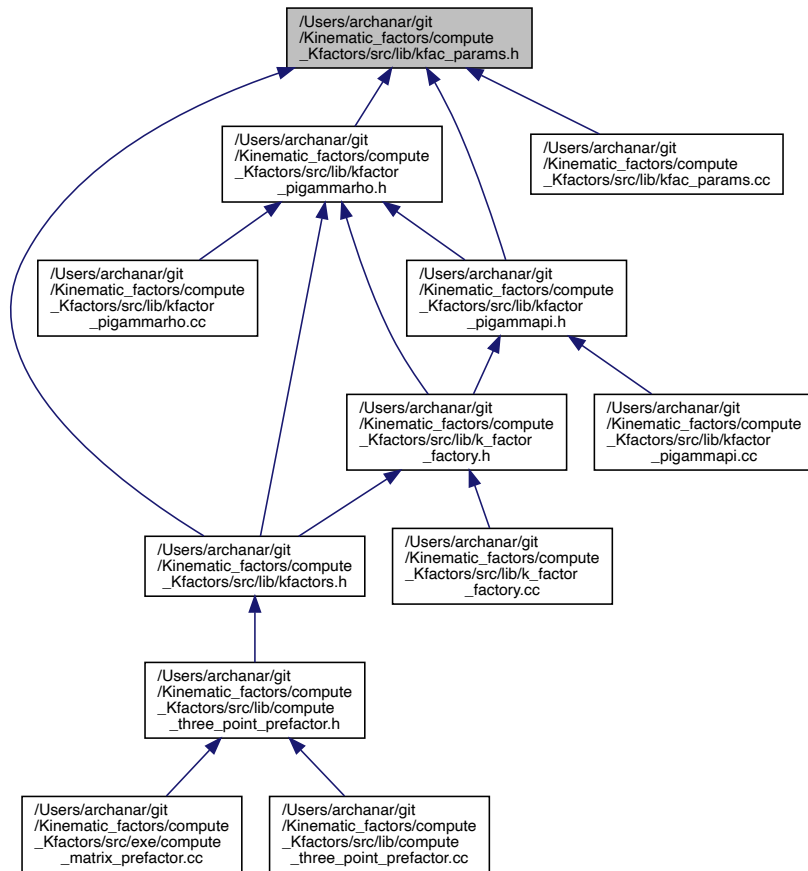 /Users/archanar/git
/Kinematic_factors/compute
_Kfactors/src/lib/kfac_params.h
/Users/archanar/git
/Kinematic_factors/compute
_Kfactors/src/lib/kfactor
_pigammarho.h
/Users/archanar/git
/Kinematic_factors/compute
_Kfactors/src/lib/kfac_params.cc
/Users/archanar/git
/Kinematic_factors/compute
_Kfactors/src/lib/kfactor
_pigammarho.cc
/Users/archanar/git
/Kinematic_factors/compute
_Kfactors/src/lib/kfactor
_pigammapi.h
/Users/archanar/git
/Kinematic_factors/compute
_Kfactors/src/lib/k_factor
_factory.h
/Users/archanar/git
/Kinematic_factors/compute
_Kfactors/src/lib/kfactor
_pigammapi.cc
/Users/archanar/git
/Kinematic_factors/compute
_Kfactors/src/lib/kfactors.h
/Users/archanar/git
/Kinematic_factors/compute
_Kfactors/src/lib/k_factor
_factory.cc
/Users/archanar/git
/Kinematic_factors/compute
_Kfactors/src/lib/compute
_three_point_prefactor.h
/Users/archanar/git
/Kinematic_factors/compute
_Kfactors/src/exe/compute
_matrix_prefactor.cc
/Users/archanar/git
/Kinematic_factors/compute
_Kfactors/src/lib/compute
_three_point_prefactor.cc